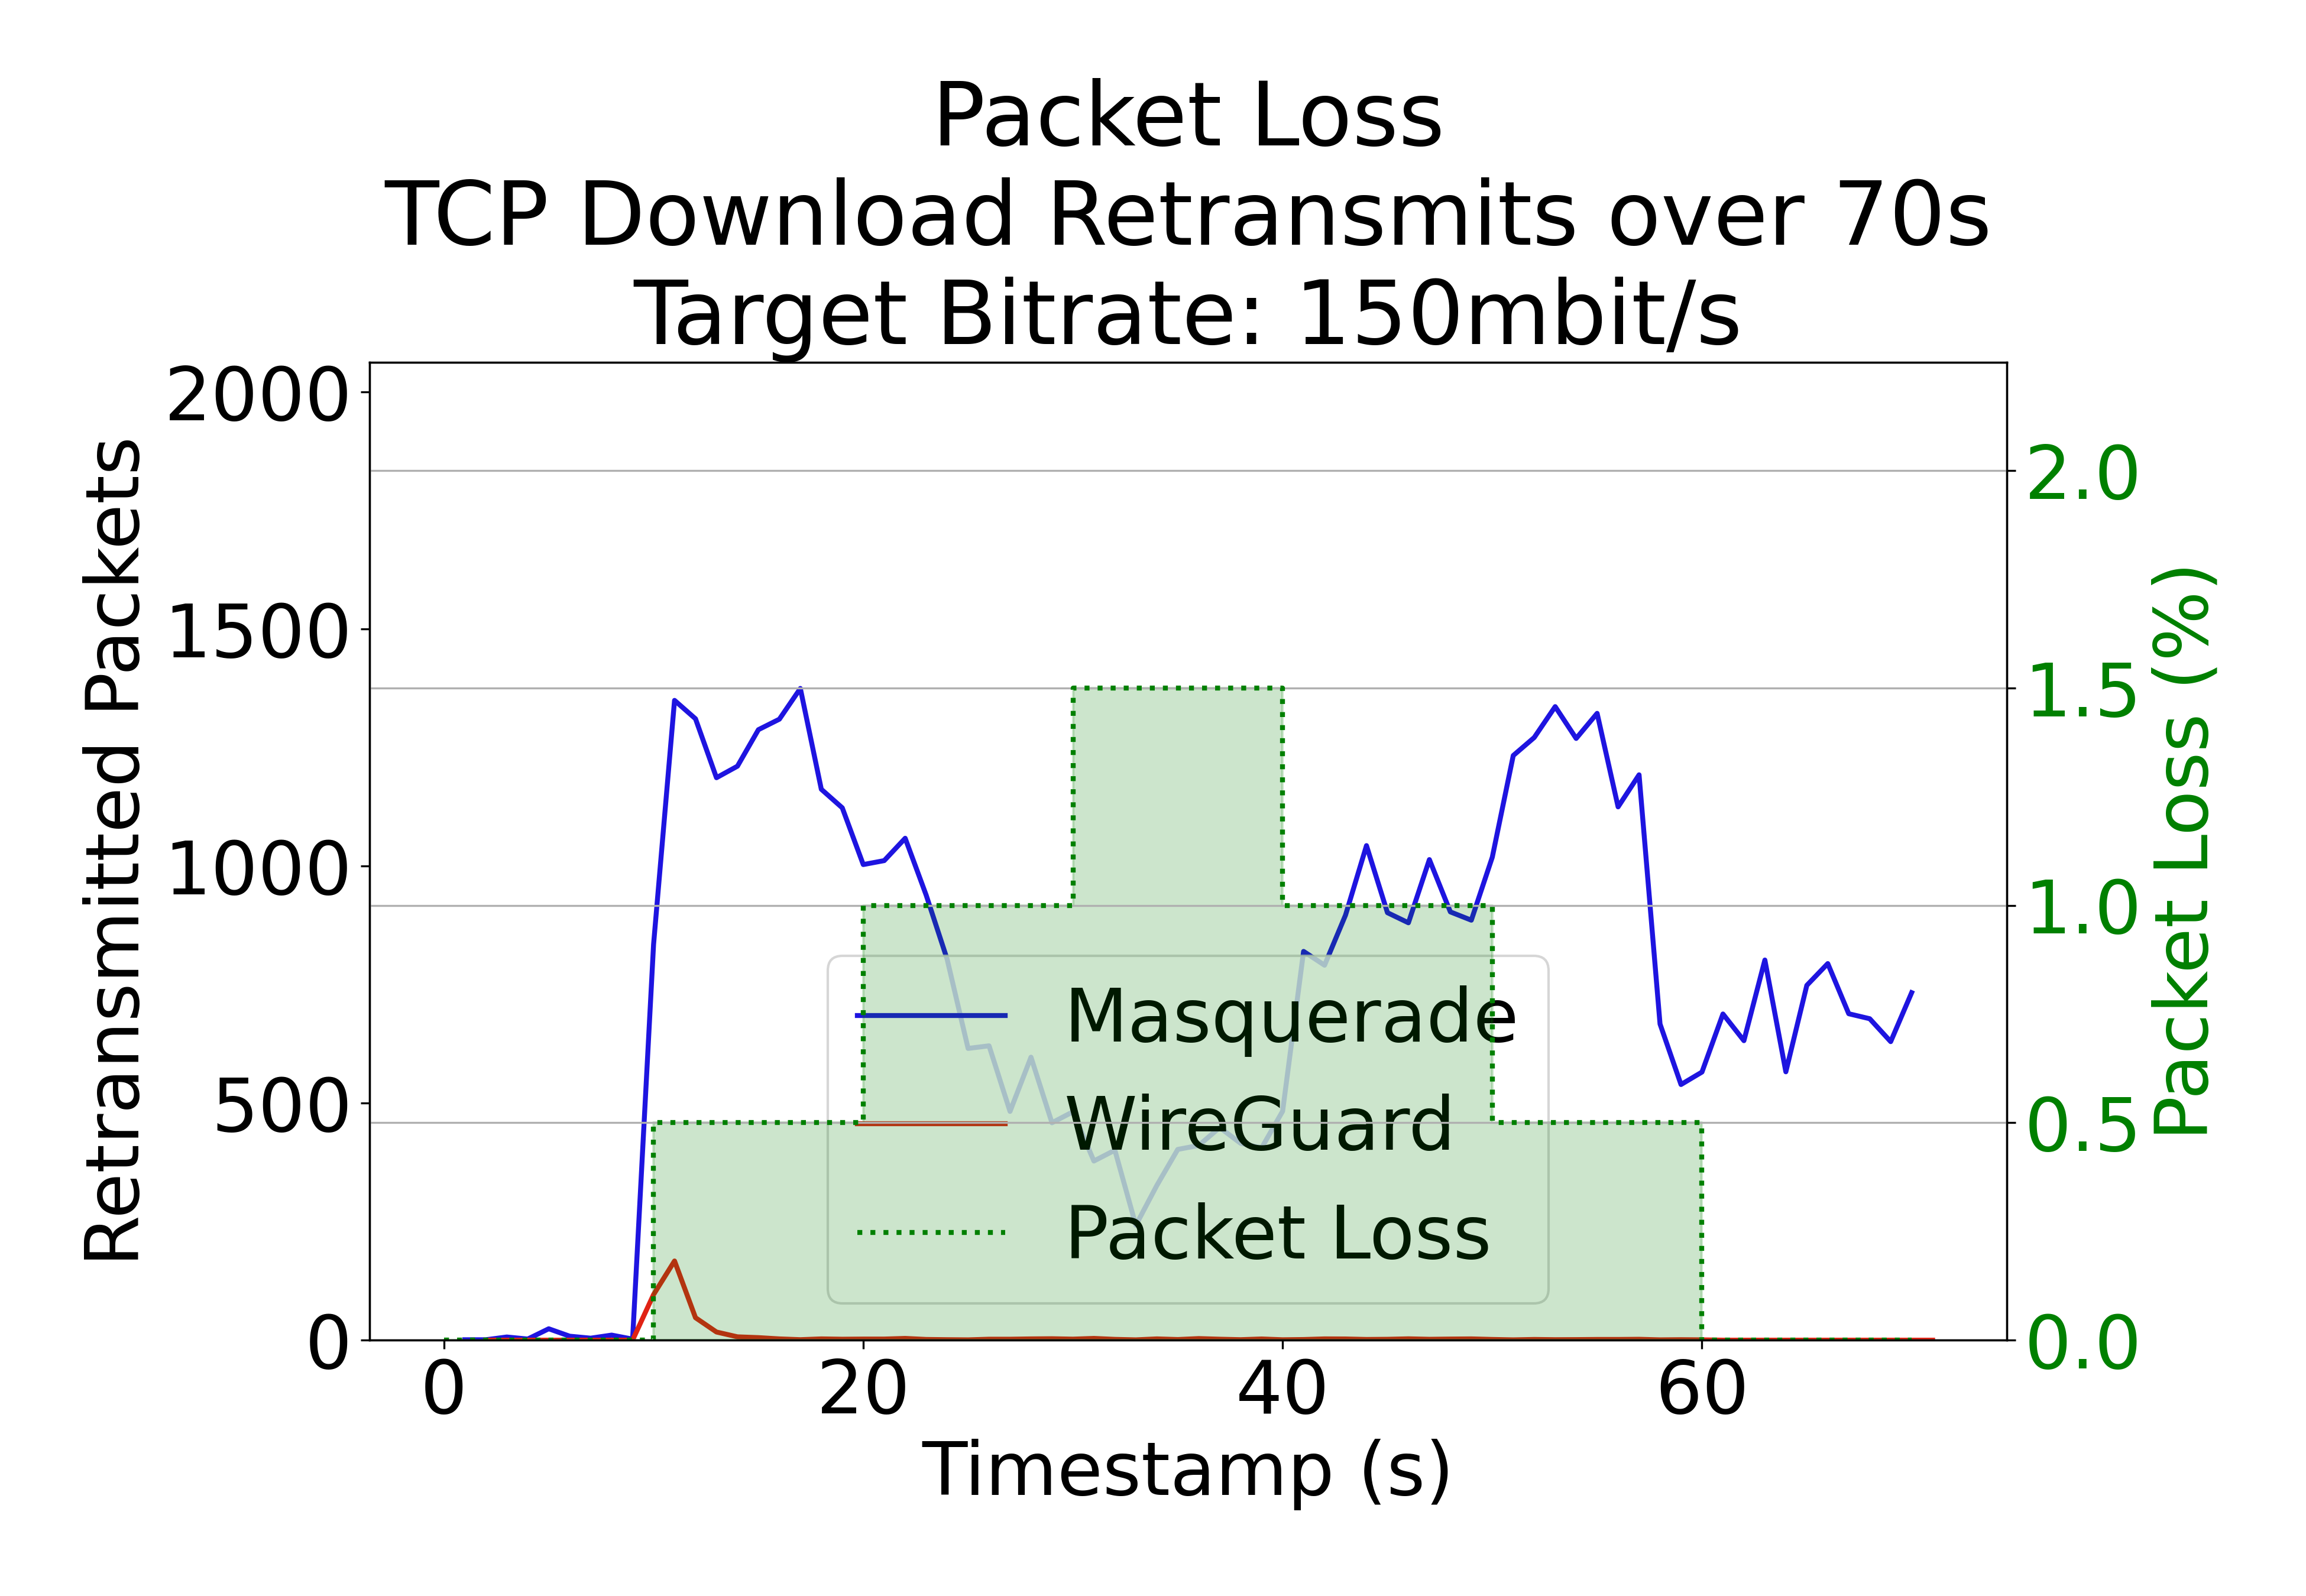 Packet Loss
TCP Download Retransmits over 70s
Target Bitrate: 150mbit/s
Retransmitted Packets
2000
1500
1000
500
0
Packet Loss (%)
2.0
1.5
1.0
0.5
0.0
Masquerade
WireGuard
Packet Loss
0 20 40 60
Timestamp (s)